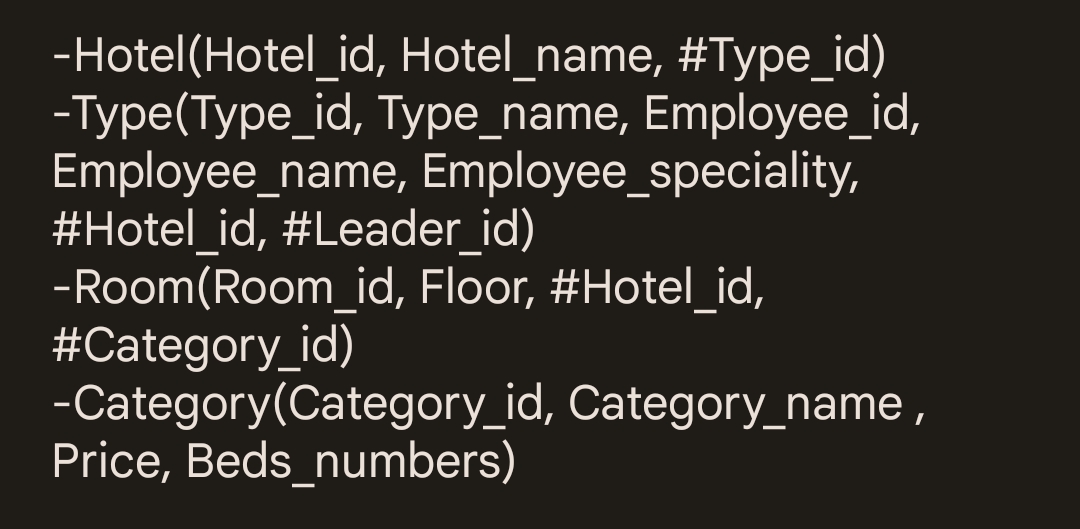 -Hotel(Hotel_id, Hotel_name, #Type_id)
-Type(Type_id, Type_name, Employee_id,
Employee_name, Employee_speciality,
#Hotel_id, #Leader_id)
-Room(Room_id, Floor, #Hotel_id,
#Category_id)
-Category(Category_id, Category_name ,
Price, Beds_numbers)